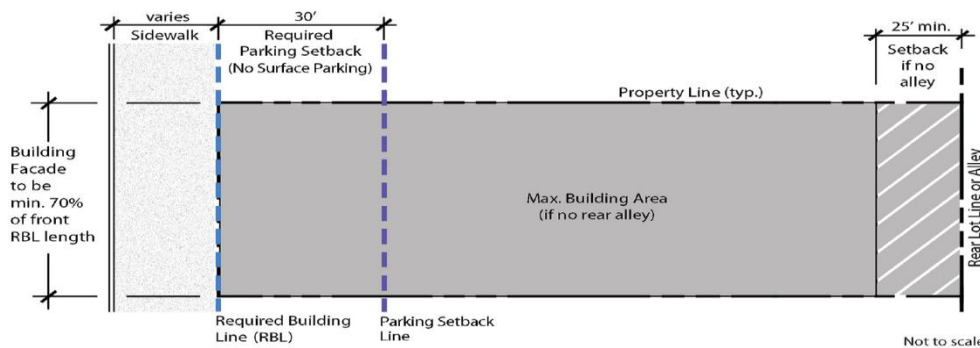 varies
Sidewalk
30'
Required
Parking Setback
(No Surface Parking)
25' min.
Setback
if no
alley
Property Line (typ.)
Building
Facade
to be
min. 70%
of front
RBL length
Max. Building Area
(if no rear alley)
Rear Lot Line or Alley
Required Building
Line (RBL)
Parking Setback
Line
Not to scale